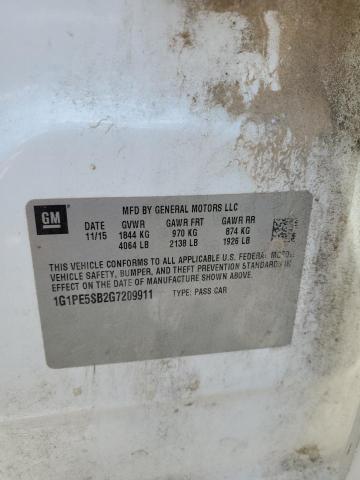 GM
MFD BY GENERAL MOTORS LLC
DATE GVWR GAWR FRT GAWR RR
11/15 1844 KG 970 KG 874 KG
4064 LB 2138 LB 1926 LB
THIS VEHICLE CONFORMS TO ALL APPLICABLE U.S. FEDERAL MOTOR
VEHICLE SAFETY, BUMPER, AND THEFT PREVENTION STANDARDS IN
EFFECT ON THE DATE OF MANUFACTURE SHOWN ABOVE.
1G1PE5SB2G7209911 TYPE: PASS CAR